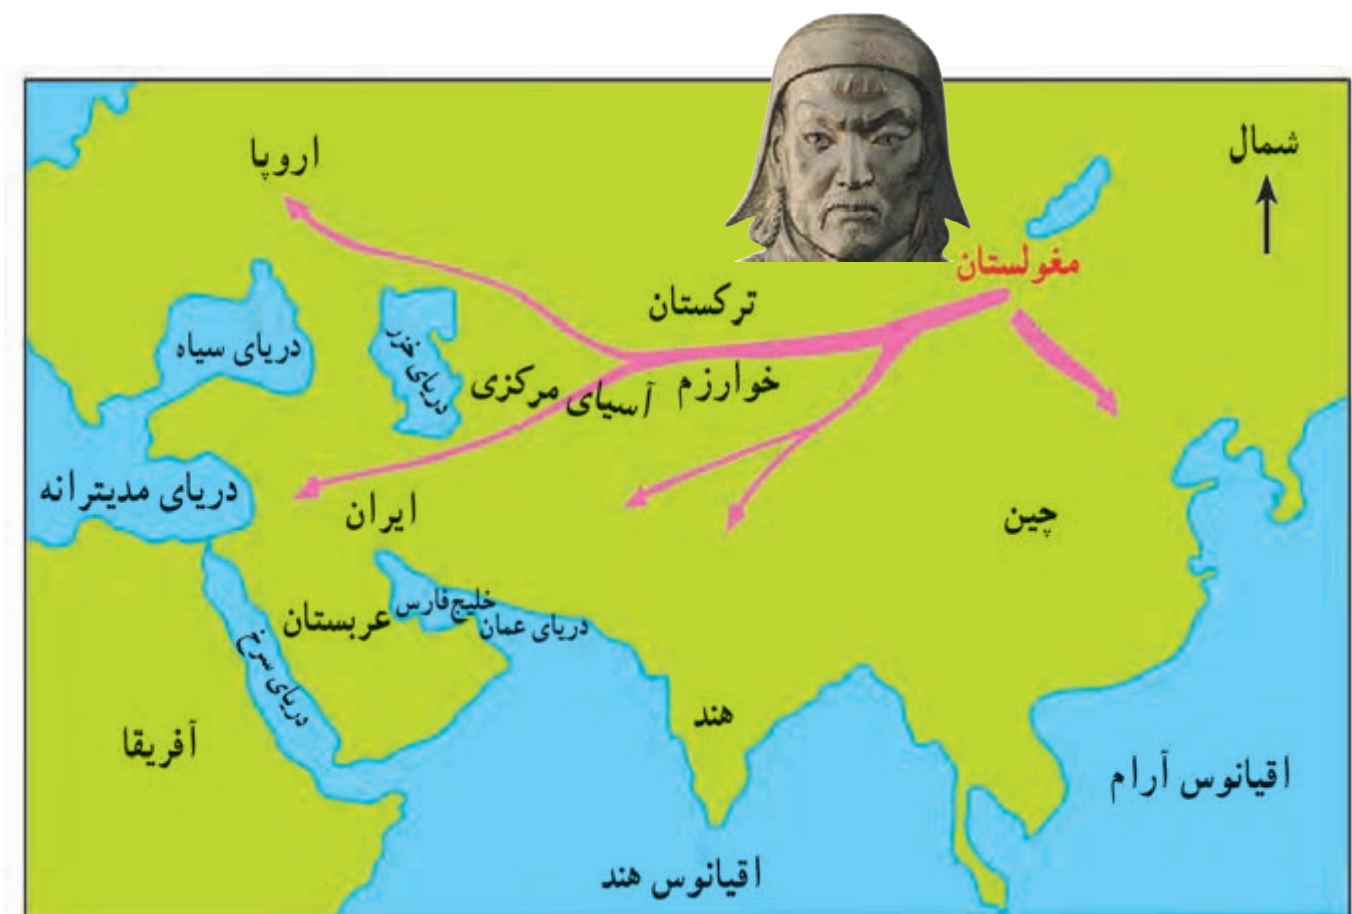 شمال
اروپا
مغولستان
ترکستان
دریای سیاه
دریای خزر
خوارزم
آسیای مرکزی
دریای مدیترانه
ایران
چین
خلیج فارس
عربستان
دریای عمان
دریای سرخ
هند
آفریقا
اقیانوس آرام
اقیانوس هند